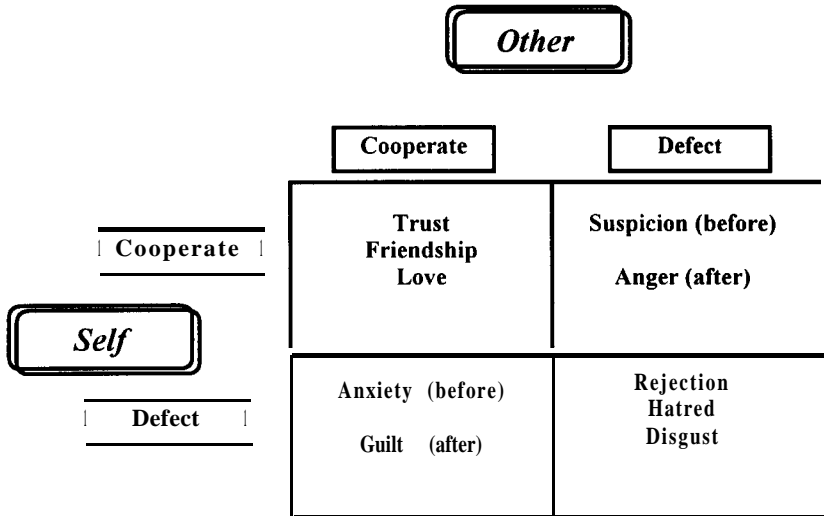 Other
Cooperate
Defect
Cooperate
Trust
Friendship
Love
Suspicion (before)
Anger (after)
Self
Defect
Anxiety (before)
Guilt (after)
Rejection
Hatred
Disgust